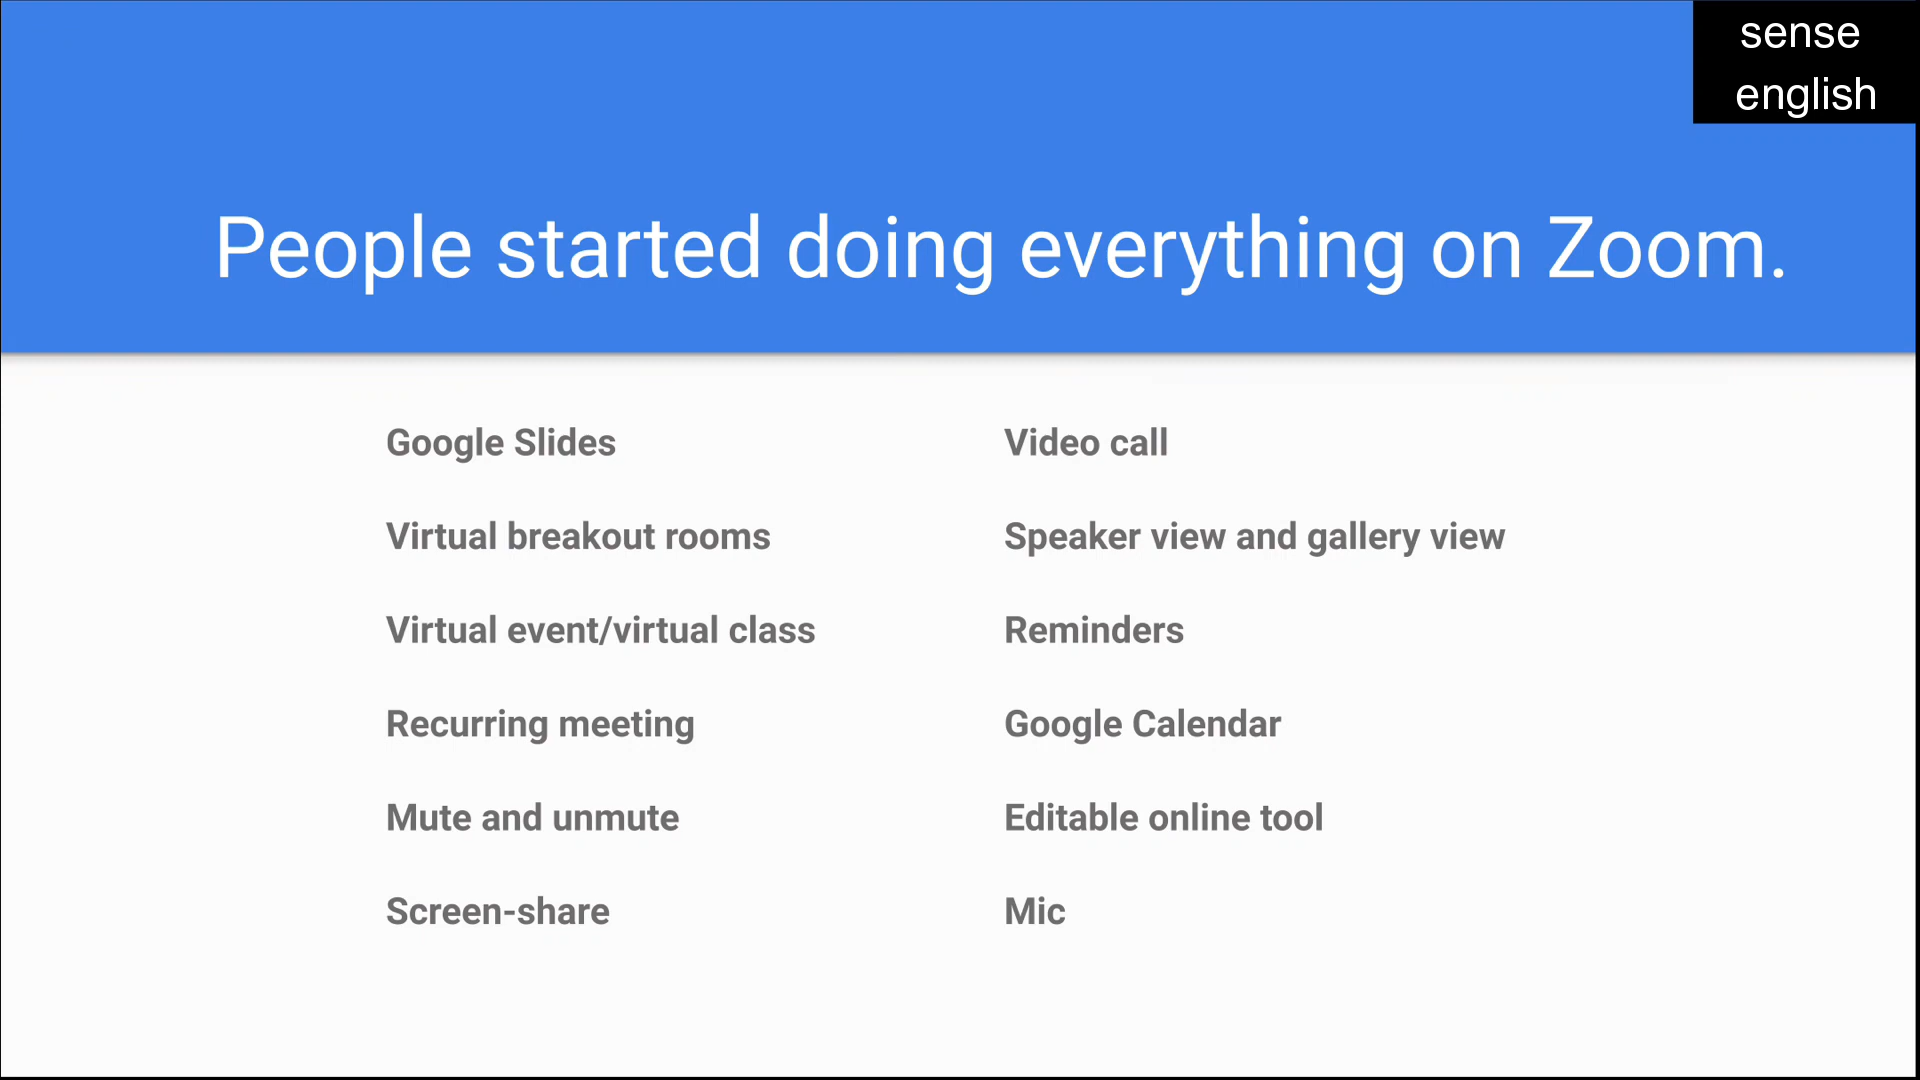 sense
english
People started doing everything on Zoom.
Google Slides
Virtual breakout rooms
Virtual event/virtual class
Recurring meeting
Mute and unmute
Screen-share
Video call
Speaker view and gallery view
Reminders
Google Calendar
Editable online tool
Mic